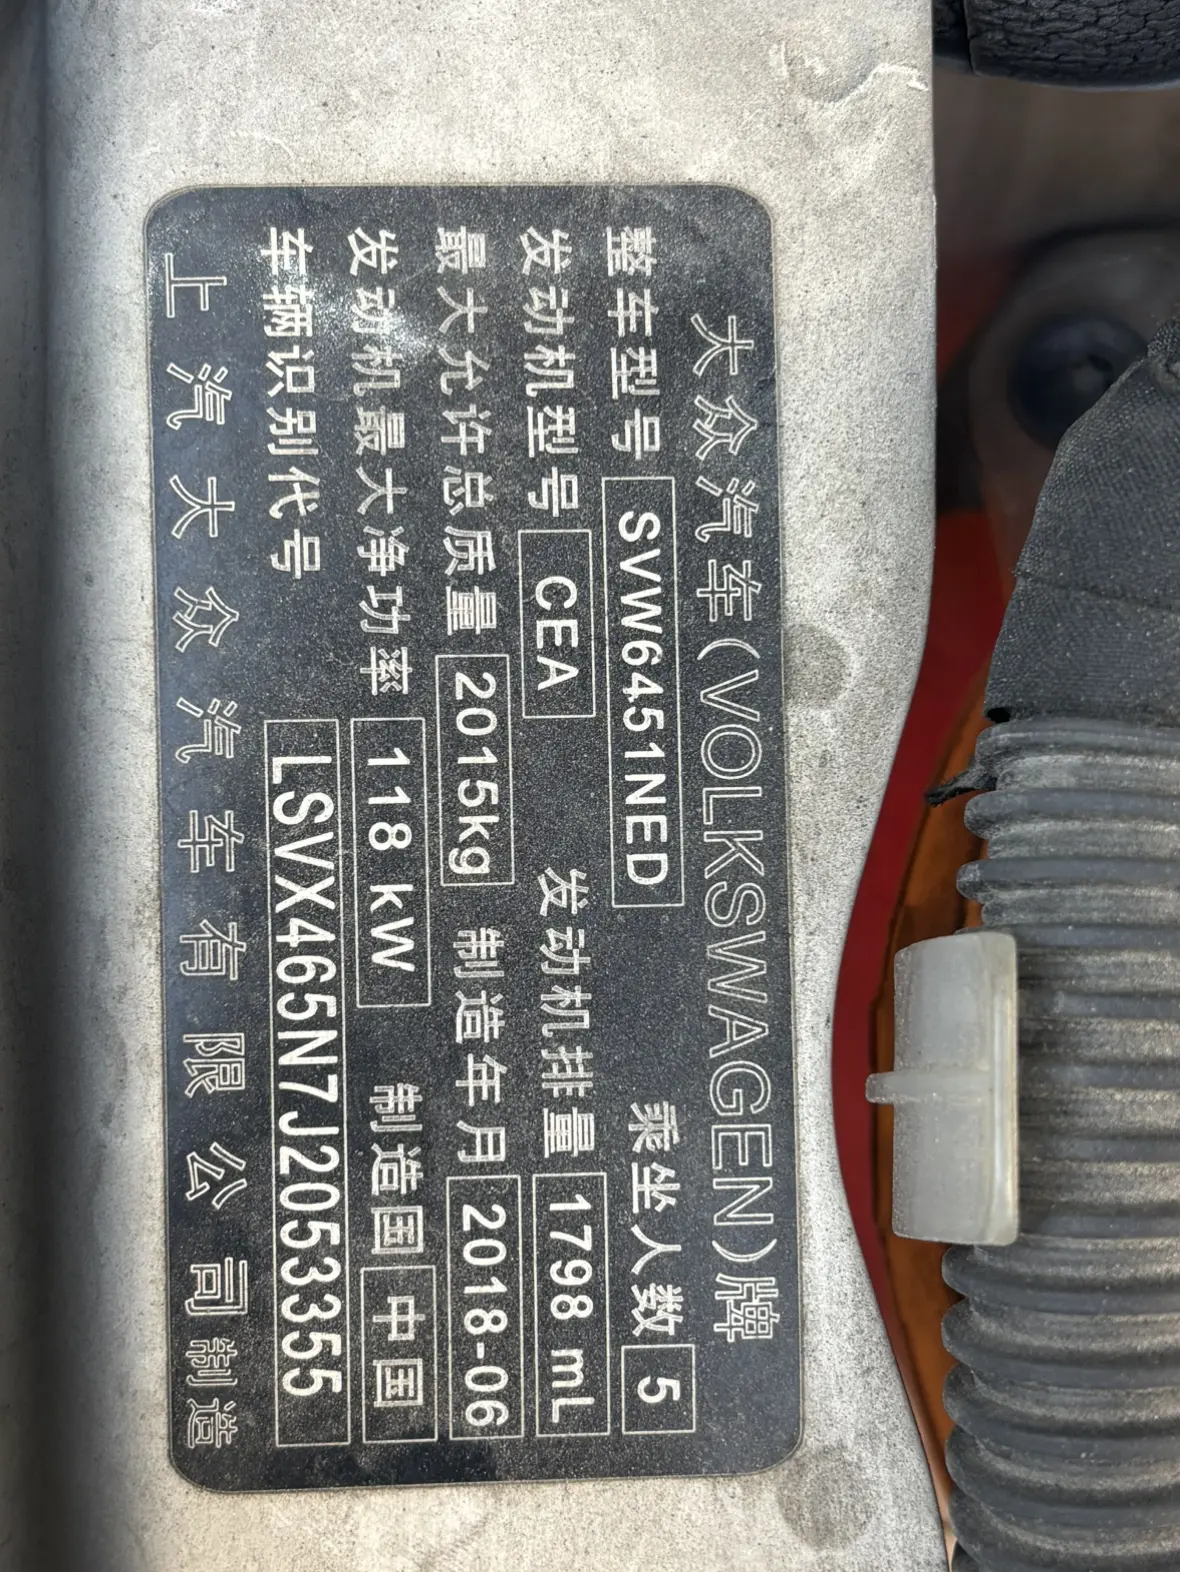 大众汽车(VOLKSWAGEN)牌
整车型号 SVW6451NED 乘坐人数 5
发动机型号 CEA 发动机排量 1798 mL
最大允许总质量 2015kg 制造年月 2018-06
发动机最大净功率 118 kW 制造国 中国
车辆识别代号 LSVX465N7J2053355
上汽大众汽车有限公司制造